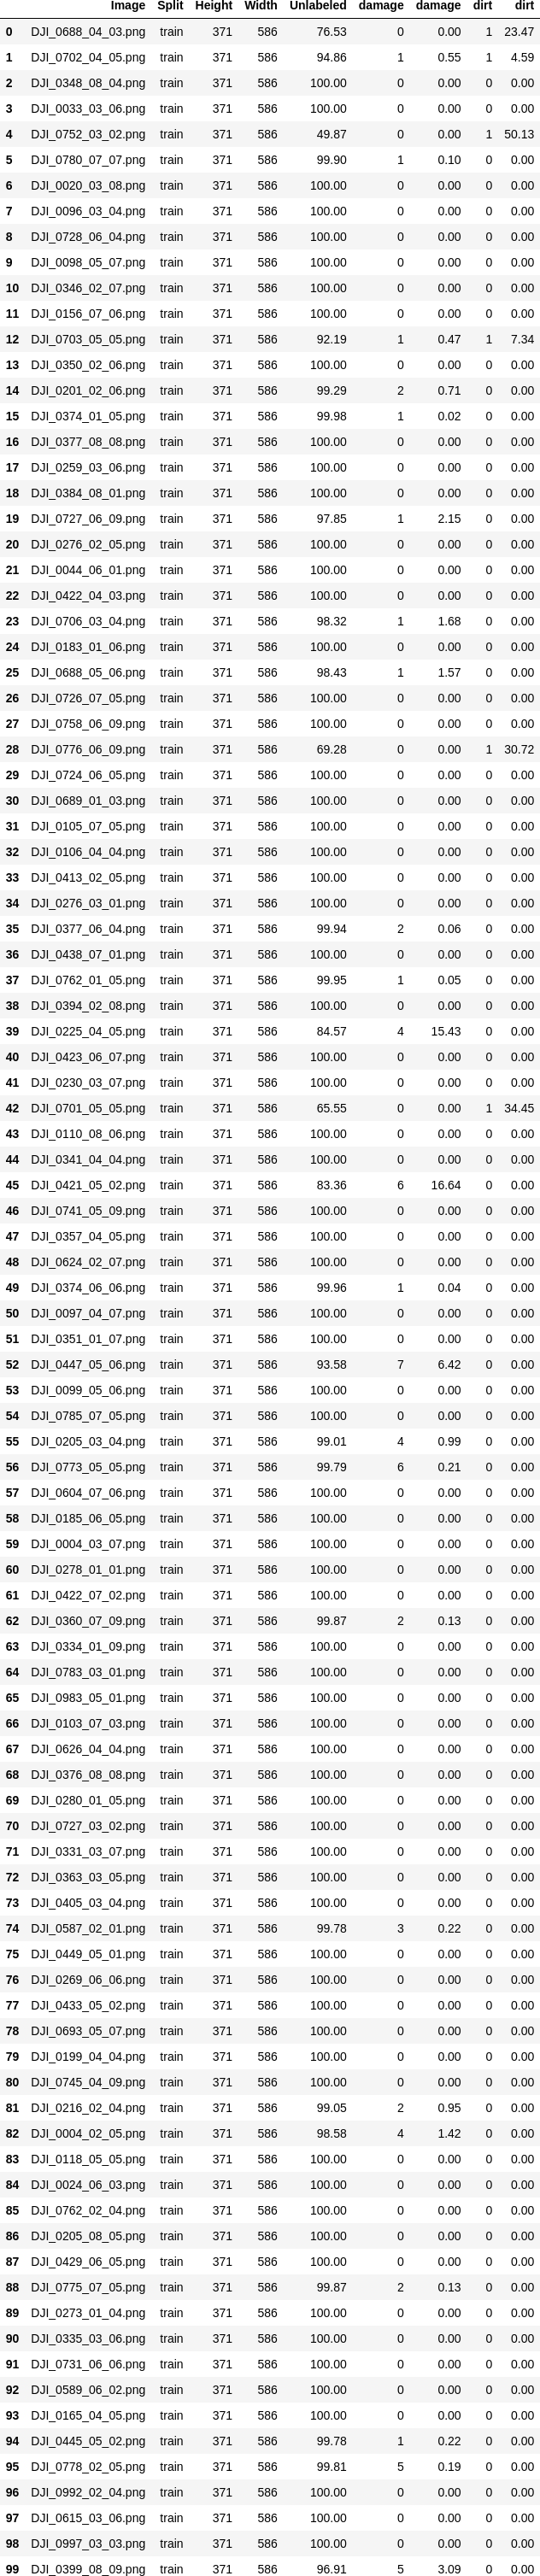 Image Split Height Width Unlabeled damage damage dirt dirt
0 DJI_0688_04_03.png train 371 586 76.53 0 0.00 1 23.47
1 DJI_0702_04_05.png train 371 586 94.86 1 0.55 1 4.59
2 DJI_0348_08_04.png train 371 586 100.00 0 0.00 0 0.00
3 DJI_0033_03_06.png train 371 586 100.00 0 0.00 0 0.00
4 DJI_0752_03_02.png train 371 586 49.87 0 0.00 1 50.13
5 DJI_0780_07_07.png train 371 586 99.90 1 0.10 0 0.00
6 DJI_0020_03_08.png train 371 586 100.00 0 0.00 0 0.00
7 DJI_0096_03_04.png train 371 586 100.00 0 0.00 0 0.00
8 DJI_0728_06_04.png train 371 586 100.00 0 0.00 0 0.00
9 DJI_0098_05_07.png train 371 586 100.00 0 0.00 0 0.00
10 DJI_0346_02_07.png train 371 586 100.00 0 0.00 0 0.00
11 DJI_0156_07_06.png train 371 586 100.00 0 0.00 0 0.00
12 DJI_0703_05_05.png train 371 586 92.19 1 0.47 1 7.34
13 DJI_0350_02_06.png train 371 586 100.00 0 0.00 0 0.00
14 DJI_0201_02_06.png train 371 586 99.29 2 0.71 0 0.00
15 DJI_0374_01_05.png train 371 586 99.98 1 0.02 0 0.00
16 DJI_0377_08_08.png train 371 586 100.00 0 0.00 0 0.00
17 DJI_0259_03_06.png train 371 586 100.00 0 0.00 0 0.00
18 DJI_0384_08_01.png train 371 586 100.00 0 0.00 0 0.00
19 DJI_0727_06_09.png train 371 586 97.85 1 2.15 0 0.00
20 DJI_0276_02_05.png train 371 586 100.00 0 0.00 0 0.00
21 DJI_0044_06_01.png train 371 586 100.00 0 0.00 0 0.00
22 DJI_0422_04_03.png train 371 586 100.00 0 0.00 0 0.00
23 DJI_0706_03_04.png train 371 586 98.32 1 1.68 0 0.00
24 DJI_0183_01_06.png train 371 586 100.00 0 0.00 0 0.00
25 DJI_0688_05_06.png train 371 586 98.43 1 1.57 0 0.00
26 DJI_0726_07_05.png train 371 586 100.00 0 0.00 0 0.00
27 DJI_0758_06_09.png train 371 586 100.00 0 0.00 0 0.00
28 DJI_0776_06_09.png train 371 586 69.28 0 0.00 1 30.72
29 DJI_0724_06_05.png train 371 586 100.00 0 0.00 0 0.00
30 DJI_0689_01_03.png train 371 586 100.00 0 0.00 0 0.00
31 DJI_0105_07_05.png train 371 586 100.00 0 0.00 0 0.00
32 DJI_0106_04_04.png train 371 586 100.00 0 0.00 0 0.00
33 DJI_0413_02_05.png train 371 586 100.00 0 0.00 0 0.00
34 DJI_0276_03_01.png train 371 586 100.00 0 0.00 0 0.00
35 DJI_0377_06_04.png train 371 586 99.94 2 0.06 0 0.00
36 DJI_0438_07_01.png train 371 586 100.00 0 0.00 0 0.00
37 DJI_0762_01_05.png train 371 586 99.95 1 0.05 0 0.00
38 DJI_0394_02_08.png train 371 586 100.00 0 0.00 0 0.00
39 DJI_0225_04_05.png train 371 586 84.57 4 15.43 0 0.00
40 DJI_0423_06_07.png train 371 586 100.00 0 0.00 0 0.00
41 DJI_0230_03_07.png train 371 586 100.00 0 0.00 0 0.00
42 DJI_0701_05_05.png train 371 586 65.55 0 0.00 1 34.45
43 DJI_0110_08_06.png train 371 586 100.00 0 0.00 0 0.00
44 DJI_0341_04_04.png train 371 586 100.00 0 0.00 0 0.00
45 DJI_0421_05_02.png train 371 586 83.36 6 16.64 0 0.00
46 DJI_0741_05_09.png train 371 586 100.00 0 0.00 0 0.00
47 DJI_0357_04_05.png train 371 586 100.00 0 0.00 0 0.00
48 DJI_0624_02_07.png train 371 586 100.00 0 0.00 0 0.00
49 DJI_0374_06_06.png train 371 586 99.96 1 0.04 0 0.00
50 DJI_0097_04_07.png train 371 586 100.00 0 0.00 0 0.00
51 DJI_0351_01_07.png train 371 586 100.00 0 0.00 0 0.00
52 DJI_0447_05_06.png train 371 586 93.58 7 6.42 0 0.00
53 DJI_0099_05_06.png train 371 586 100.00 0 0.00 0 0.00
54 DJI_0785_07_05.png train 371 586 100.00 0 0.00 0 0.00
55 DJI_0205_03_04.png train 371 586 99.01 4 0.99 0 0.00
56 DJI_0773_05_05.png train 371 586 99.79 6 0.21 0 0.00
57 DJI_0604_07_06.png train 371 586 100.00 0 0.00 0 0.00
58 DJI_0185_06_05.png train 371 586 100.00 0 0.00 0 0.00
59 DJI_0004_03_07.png train 371 586 100.00 0 0.00 0 0.00
60 DJI_0278_01_01.png train 371 586 100.00 0 0.00 0 0.00
61 DJI_0422_07_02.png train 371 586 100.00 0 0.00 0 0.00
62 DJI_0360_07_09.png train 371 586 99.87 2 0.13 0 0.00
63 DJI_0334_01_09.png train 371 586 100.00 0 0.00 0 0.00
64 DJI_0783_03_01.png train 371 586 100.00 0 0.00 0 0.00
65 DJI_0983_05_01.png train 371 586 100.00 0 0.00 0 0.00
66 DJI_0103_07_03.png train 371 586 100.00 0 0.00 0 0.00
67 DJI_0626_04_04.png train 371 586 100.00 0 0.00 0 0.00
68 DJI_0376_08_08.png train 371 586 100.00 0 0.00 0 0.00
69 DJI_0280_01_05.png train 371 586 100.00 0 0.00 0 0.00
70 DJI_0727_03_02.png train 371 586 100.00 0 0.00 0 0.00
71 DJI_0331_03_07.png train 371 586 100.00 0 0.00 0 0.00
72 DJI_0363_03_05.png train 371 586 100.00 0 0.00 0 0.00
73 DJI_0405_03_04.png train 371 586 100.00 0 0.00 0 0.00
74 DJI_0587_02_01.png train 371 586 99.78 3 0.22 0 0.00
75 DJI_0449_05_01.png train 371 586 100.00 0 0.00 0 0.00
76 DJI_0269_06_06.png train 371 586 100.00 0 0.00 0 0.00
77 DJI_0433_05_02.png train 371 586 100.00 0 0.00 0 0.00
78 DJI_0693_05_07.png train 371 586 100.00 0 0.00 0 0.00
79 DJI_0199_04_04.png train 371 586 100.00 0 0.00 0 0.00
80 DJI_0745_04_09.png train 371 586 100.00 0 0.00 0 0.00
81 DJI_0216_02_04.png train 371 586 99.05 2 0.95 0 0.00
82 DJI_0004_02_05.png train 371 586 98.58 4 1.42 0 0.00
83 DJI_0118_05_05.png train 371 586 100.00 0 0.00 0 0.00
84 DJI_0024_06_03.png train 371 586 100.00 0 0.00 0 0.00
85 DJI_0762_02_04.png train 371 586 100.00 0 0.00 0 0.00
86 DJI_0205_08_05.png train 371 586 100.00 0 0.00 0 0.00
87 DJI_0429_06_05.png train 371 586 100.00 0 0.00 0 0.00
88 DJI_0775_07_05.png train 371 586 99.87 2 0.13 0 0.00
89 DJI_0273_01_04.png train 371 586 100.00 0 0.00 0 0.00
90 DJI_0335_03_06.png train 371 586 100.00 0 0.00 0 0.00
91 DJI_0731_06_06.png train 371 586 100.00 0 0.00 0 0.00
92 DJI_0589_06_02.png train 371 586 100.00 0 0.00 0 0.00
93 DJI_0165_04_05.png train 371 586 100.00 0 0.00 0 0.00
94 DJI_0445_05_02.png train 371 586 99.78 1 0.22 0 0.00
95 DJI_0778_02_05.png train 371 586 99.81 5 0.19 0 0.00
96 DJI_0992_02_04.png train 371 586 100.00 0 0.00 0 0.00
97 DJI_0615_03_06.png train 371 586 100.00 0 0.00 0 0.00
98 DJI_0997_03_03.png train 371 586 100.00 0 0.00 0 0.00
99 DJI_0399_08_09.png train 371 586 96.91 5 3.09 0 0.00